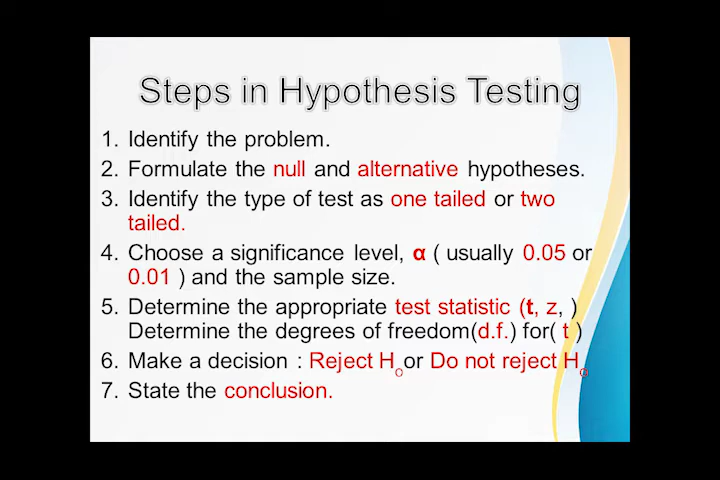 Steps in Hypothesis Testing
1. Identify the problem.
2. Formulate the null and alternative hypotheses.
3. Identify the type of test as one tailed or two
tailed.
4. Choose a significance level, α ( usually 0.05 or
0.01 ) and the sample size.
5. Determine the appropriate test statistic (t, z, )
Determine the degrees of freedom(d.f.) for( t )
6. Make a decision : Reject HO or Do not reject HO
7. State the conclusion.